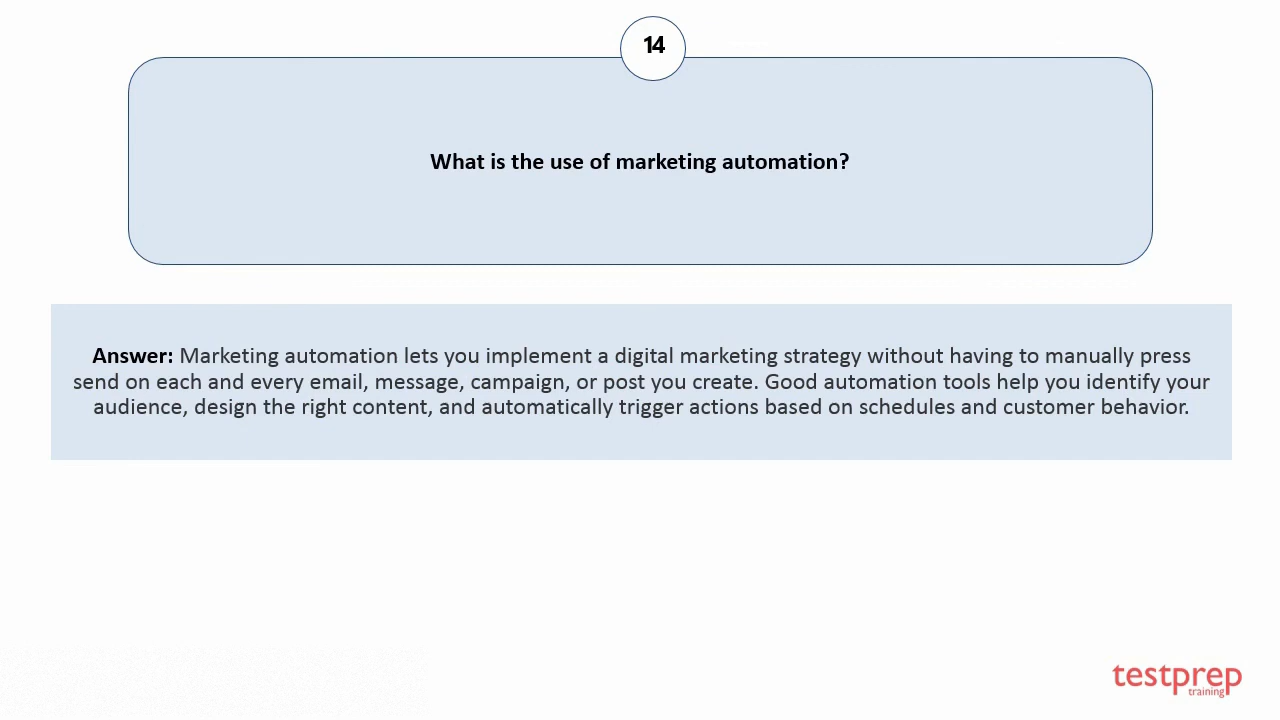 14
What is the use of marketing automation?
Answer: Marketing automation lets you implement a digital marketing strategy without having to manually press
send on each and every email, message, campaign, or post you create. Good automation tools help you identify your
audience, design the right content, and automatically trigger actions based on schedules and customer behavior.
testprep
training